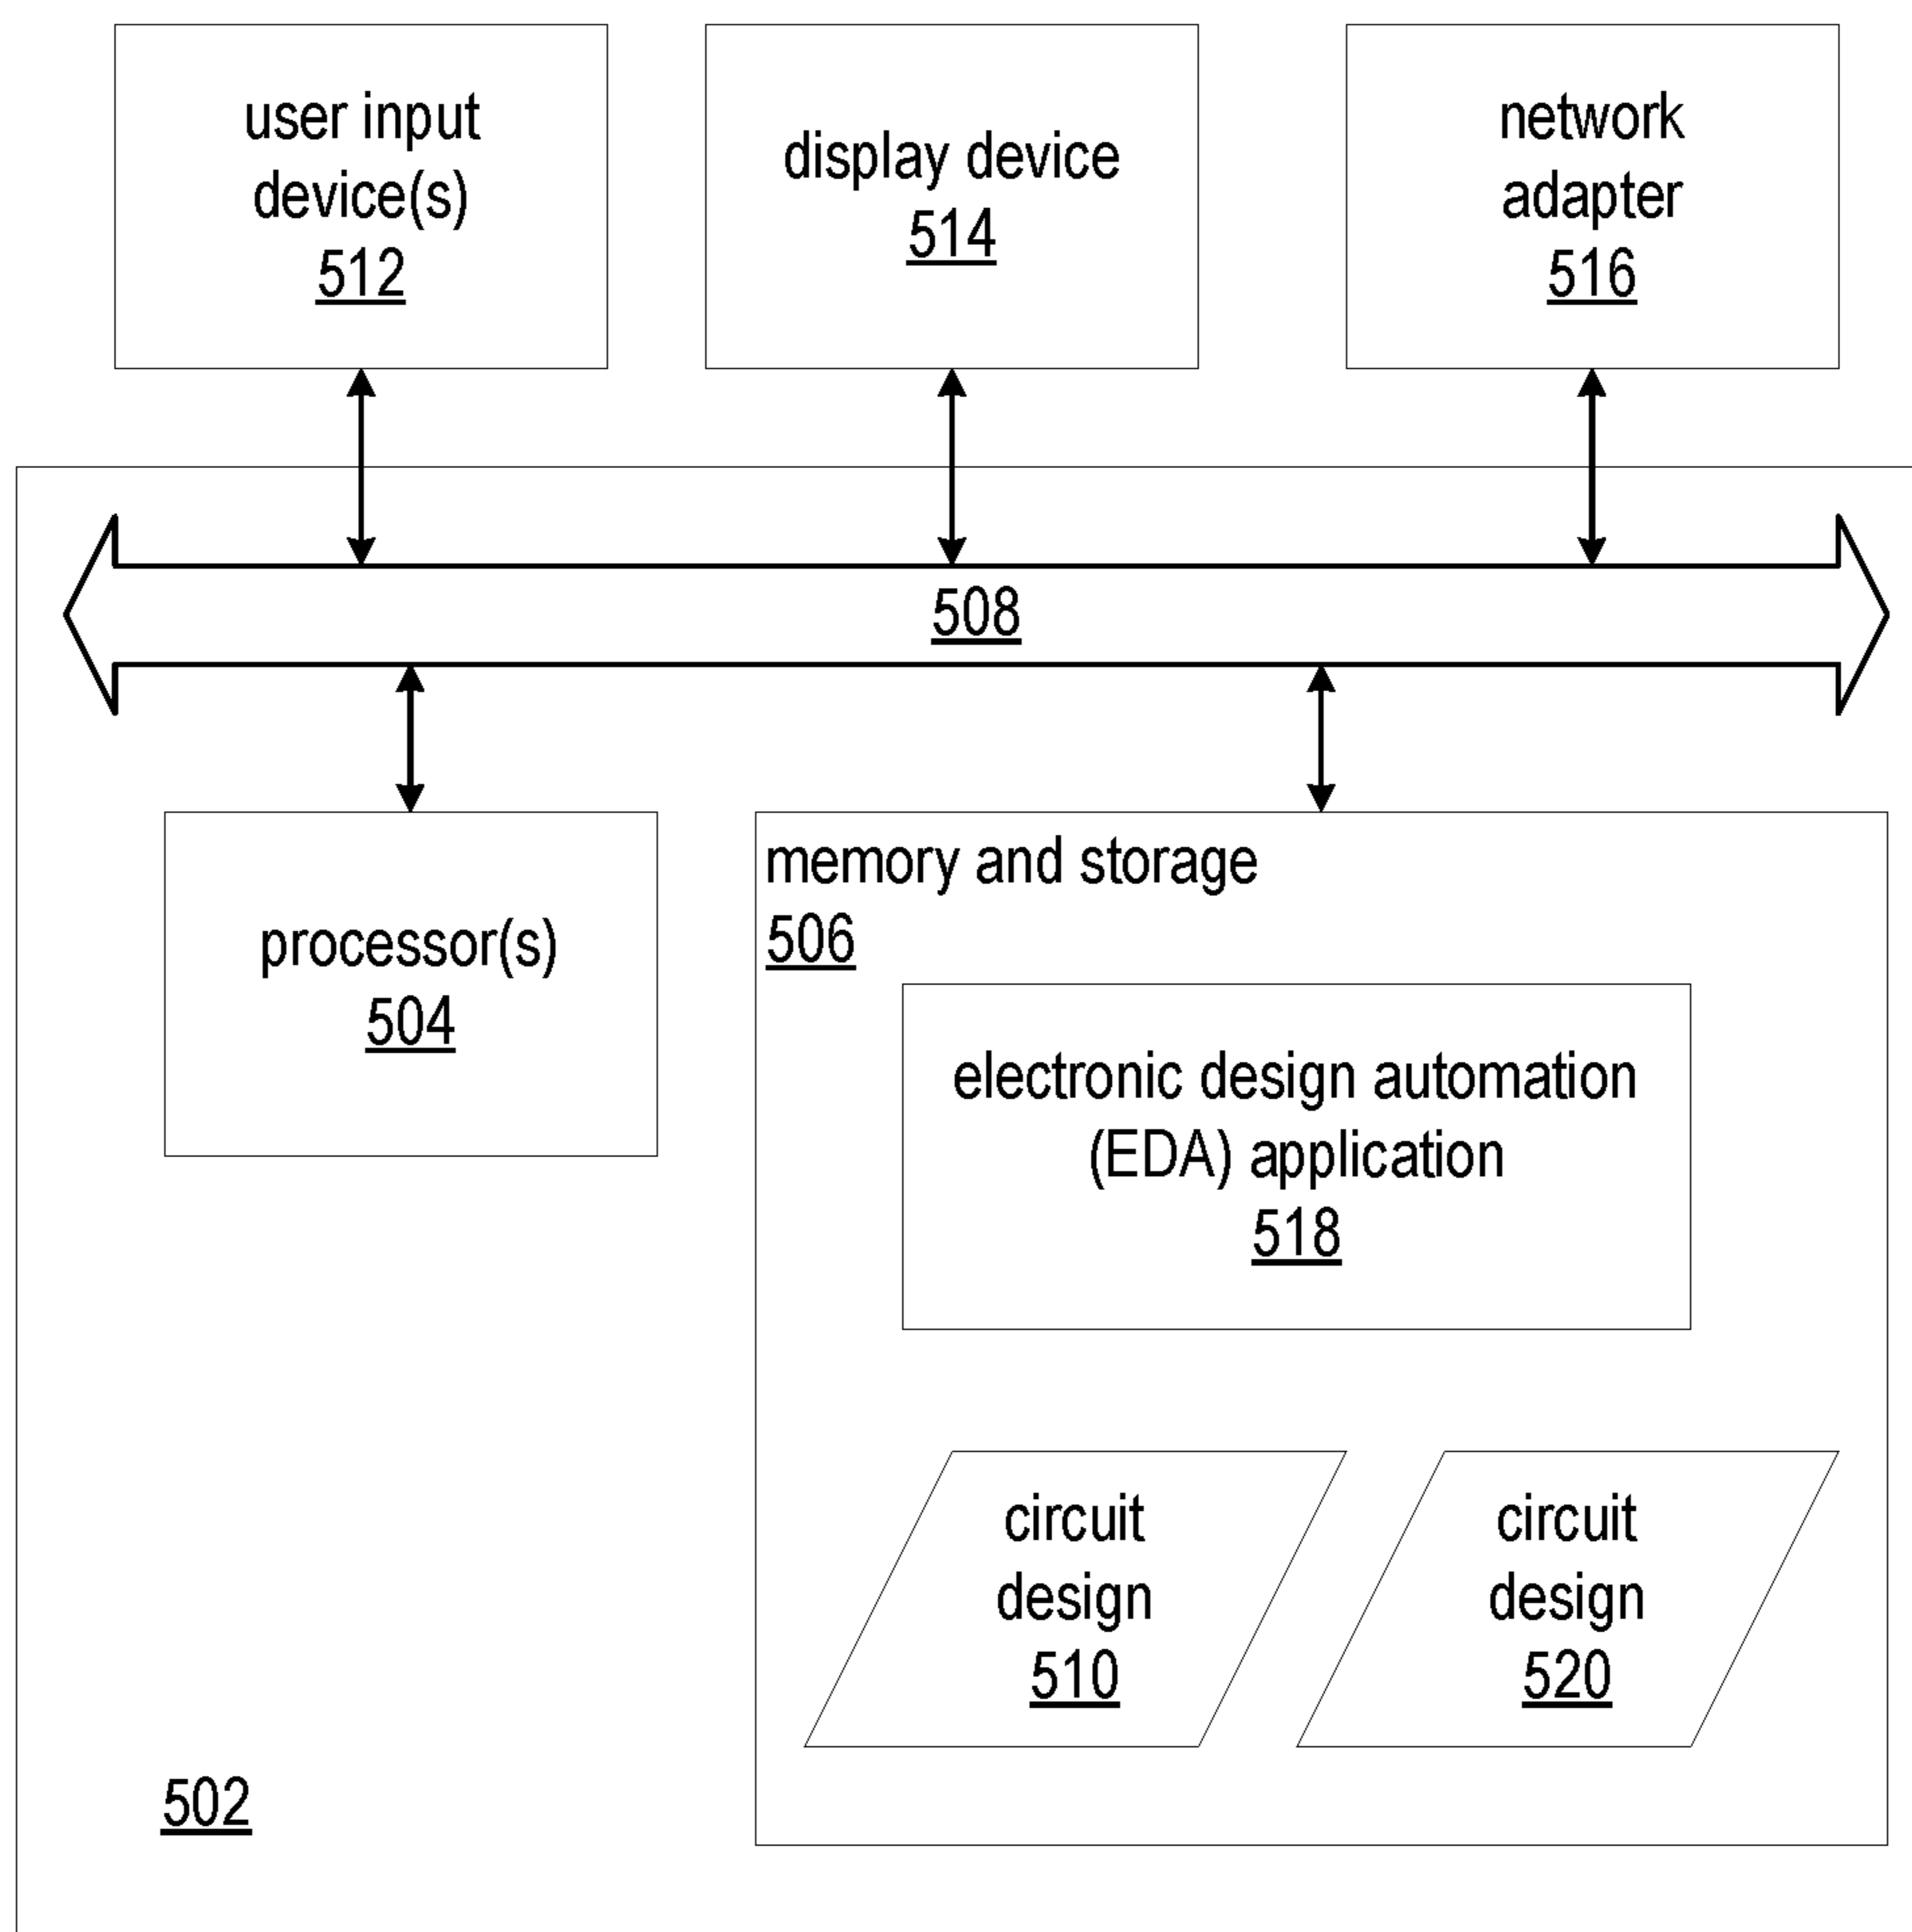 user input
device(s)
512
display device
514
network
adapter
516
508
processor(s)
504
memory and storage
506
electronic design automation
(EDA) application
518
circuit
design
510
circuit
design
520
502